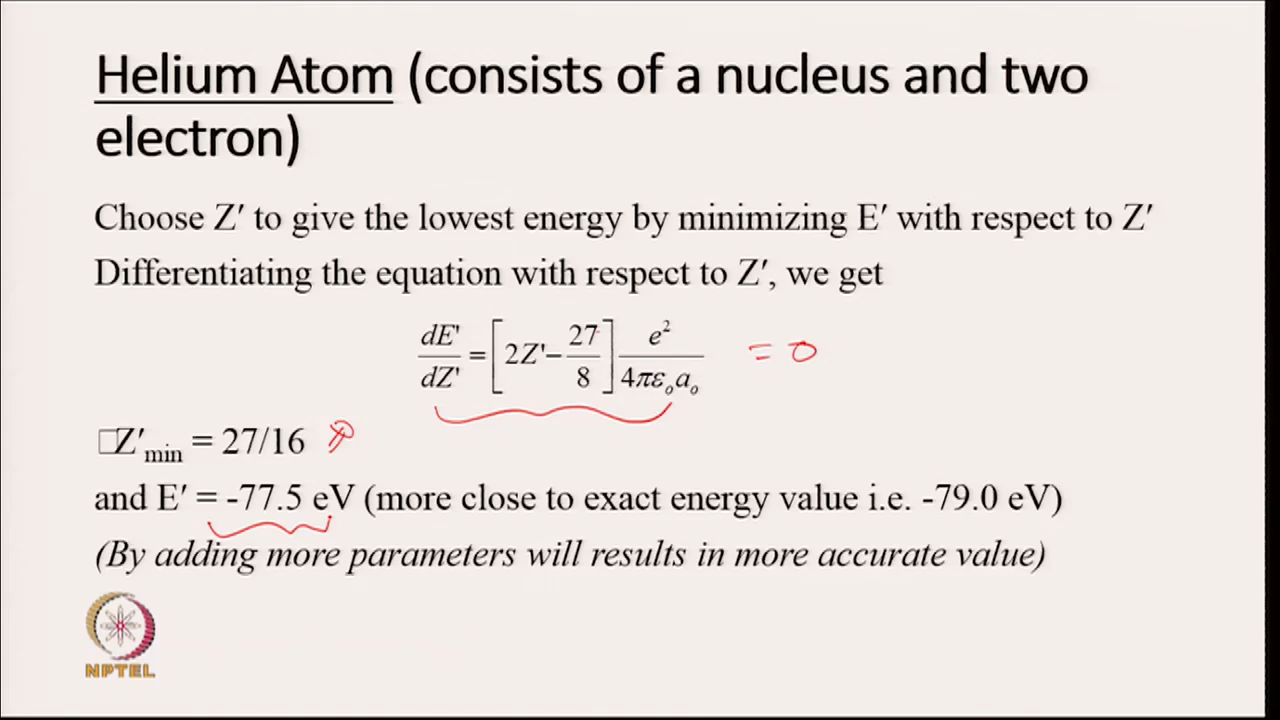 Helium Atom (consists of a nucleus and two
electron)
Choose Z′ to give the lowest energy by minimizing E′ with respect to Z′
Differentiating the equation with respect to Z′, we get
dE'/dZ' = [2Z'− 27/8] e²/4πεₒaₒ = 0
□Z′min = 27/16
and E′ = -77.5 eV (more close to exact energy value i.e. -79.0 eV)
(By adding more parameters will results in more accurate value)
NPTEL